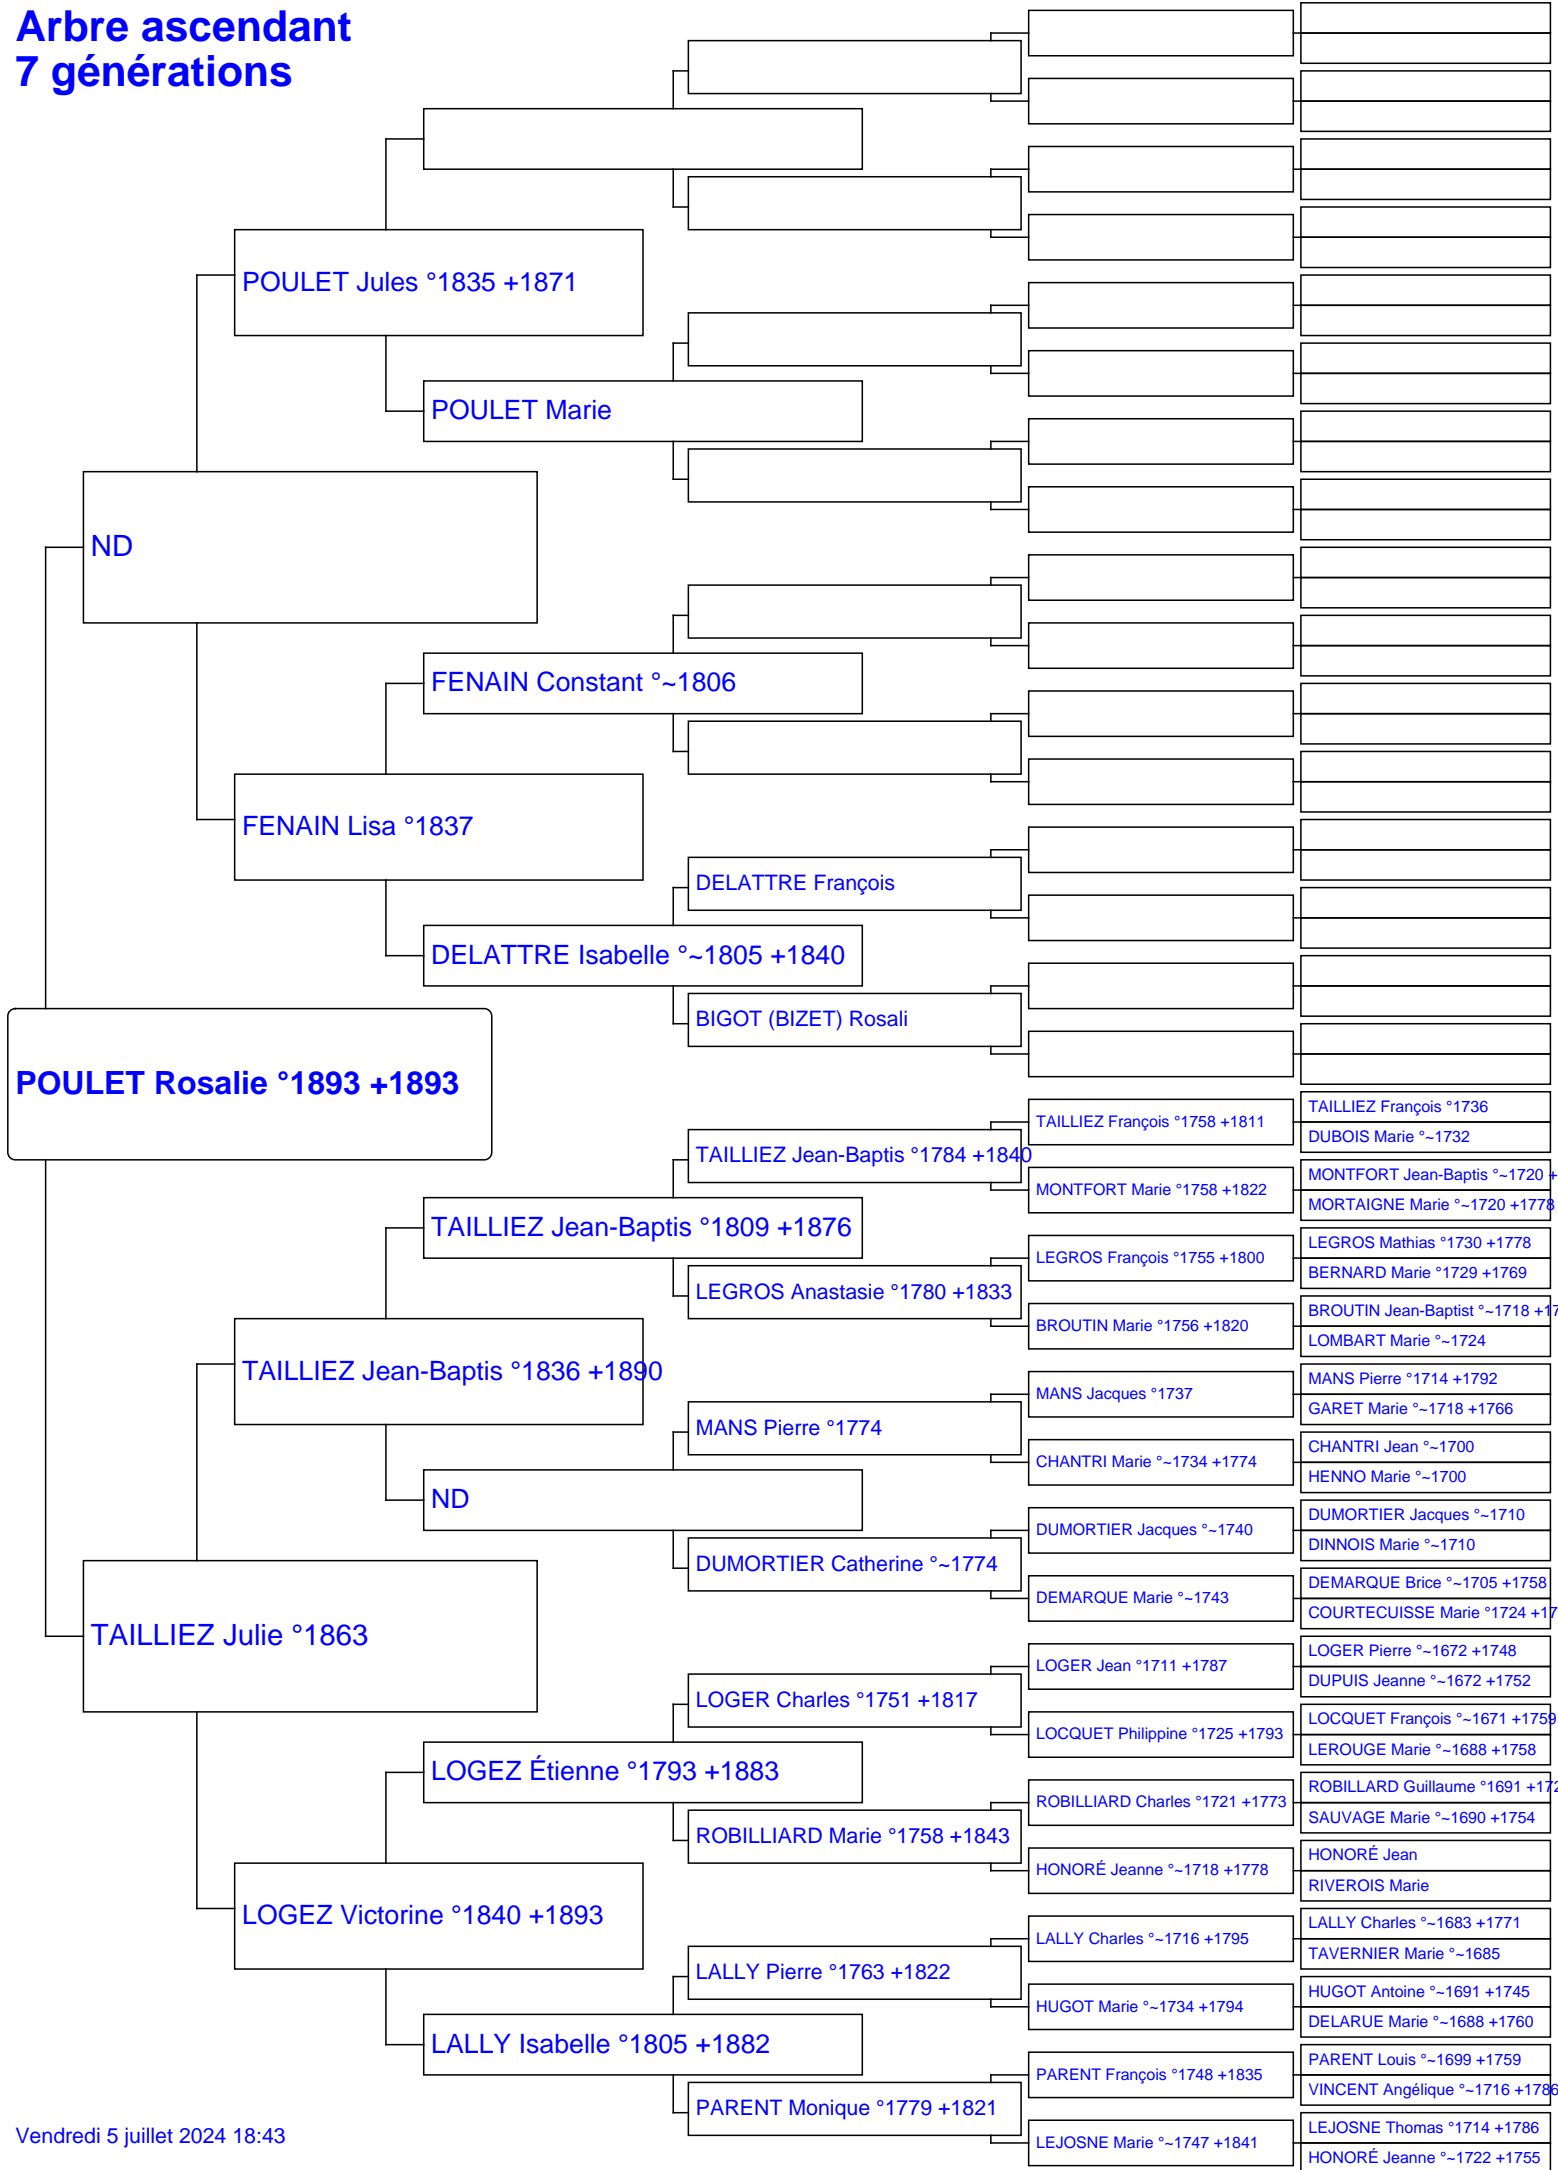 Arbre ascendant
7 générations
POULET Jules °1835 +1871
POULET Marie
ND
FENAIN Constant °~1806
FENAIN Lisa °1837
DELATTRE François
DELATTRE Isabelle °~1805 +1840
BIGOT (BIZET) Rosali
POULET Rosalie °1893 +1893
TAILLIEZ François °1736
TAILLIEZ François °1758 +1811
DUBOIS Marie °~1732
TAILLIEZ Jean-Baptis °1784 +1840
MONTFORT Jean-Baptis °~1720 +
MONTFORT Marie °1758 +1822
MORTAIGNE Marie °~1720 +1778
TAILLIEZ Jean-Baptis °1809 +1876
LEGROS Mathias °1730 +1778
LEGROS François °1755 +1800
BERNARD Marie °1729 +1769
LEGROS Anastasie °1780 +1833
BROUTIN Jean-Baptist °~1718 +17
BROUTIN Marie °1756 +1820
LOMBART Marie °~1724
TAILLIEZ Jean-Baptis °1836 +1890
MANS Pierre °1714 +1792
MANS Jacques °1737
GARET Marie °~1718 +1766
MANS Pierre °1774
CHANTRI Jean °~1700
CHANTRI Marie °~1734 +1774
HENNO Marie °~1700
ND
DUMORTIER Jacques °~1710
DUMORTIER Jacques °~1740
DINNOIS Marie °~1710
DUMORTIER Catherine °~1774
DEMARQUE Brice °~1705 +1758
DEMARQUE Marie °~1743
COURTECUISSE Marie °1724 +17
TAILLIEZ Julie °1863
LOGER Pierre °~1672 +1748
LOGER Jean °1711 +1787
DUPUIS Jeanne °~1672 +1752
LOGER Charles °1751 +1817
LOCQUET François °~1671 +1759
LOCQUET Philippine °1725 +1793
LEROUGE Marie °~1688 +1758
LOGEZ Étienne °1793 +1883
ROBILLARD Guillaume °1691 +172
ROBILLIARD Charles °1721 +1773
SAUVAGE Marie °~1690 +1754
ROBILLIARD Marie °1758 +1843
HONORÉ Jean
HONORÉ Jeanne °~1718 +1778
RIVEROIS Marie
LOGEZ Victorine °1840 +1893
LALLY Charles °~1683 +1771
LALLY Charles °~1716 +1795
TAVERNIER Marie °~1685
LALLY Pierre °1763 +1822
HUGOT Antoine °~1691 +1745
HUGOT Marie °~1734 +1794
DELARUE Marie °~1688 +1760
LALLY Isabelle °1805 +1882
PARENT Louis °~1699 +1759
PARENT François °1748 +1835
VINCENT Angélique °~1716 +1786
PARENT Monique °1779 +1821
LEJOSNE Thomas °1714 +1786
LEJOSNE Marie °~1747 +1841
HONORÉ Jeanne °~1722 +1755
Vendredi 5 juillet 2024 18:43